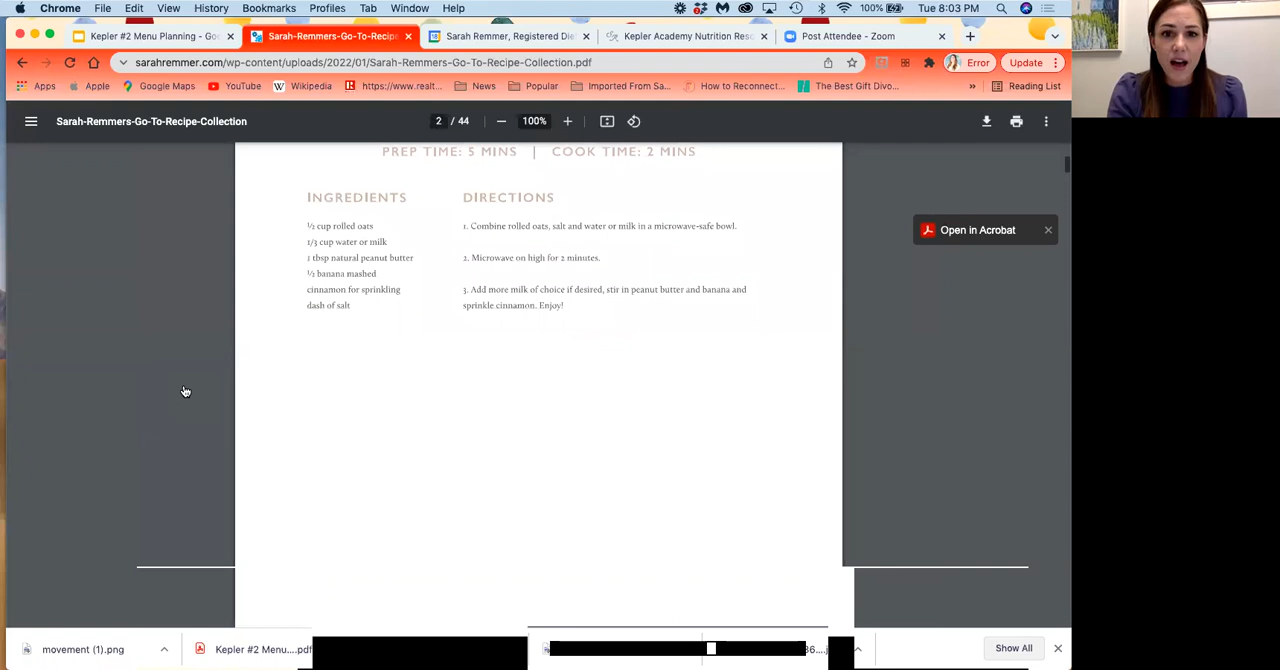 Chrome File Edit View History Bookmarks Profiles Tab Window Help 100% Tue 8:03 PM
Kepler #2 Menu Planning - Goo Sarah-Remmers-Go-To-Recipe- Sarah Remmer, Registered Die Kepler Academy Nutrition Reso Post Attendee - Zoom
sarahremmer.com/wp-content/uploads/2022/01/Sarah-Remmers-Go-To-Recipe-Collection.pdf Error Update
Apps Apple Google Maps YouTube Wikipedia https://www.realt... News Popular Imported From Sa... How to Reconnect... The Best Gift Divo... » Reading List
Sarah-Remmers-Go-To-Recipe-Collection 2 / 44 100%
PREP TIME: 5 MINS | COOK TIME: 2 MINS
INGREDIENTS
½ cup rolled oats
1/3 cup water or milk
1 tbsp natural peanut butter
½ banana mashed
cinnamon for sprinkling
dash of salt
DIRECTIONS
1. Combine rolled oats, salt and water or milk in a microwave-safe bowl.
2. Microwave on high for 2 minutes.
3. Add more milk of choice if desired, stir in peanut butter and banana and
sprinkle cinnamon. Enjoy!
Open in Acrobat
movement (1).png Kepler #2 Menu....pdf Show All